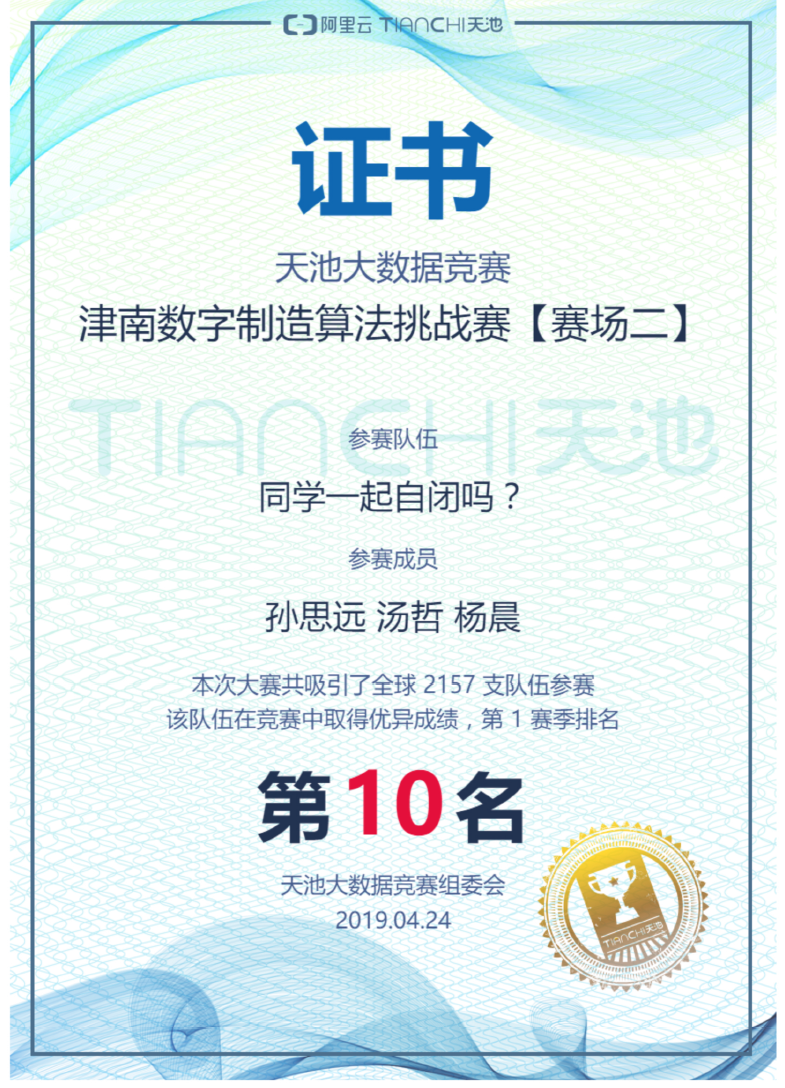 阿里云 TIANCHI天池
证书
天池大数据竞赛
津南数字制造算法挑战赛【赛场二】
TIANCHI天池
参赛队伍
同学一起自闭吗？
参赛成员
孙思远 汤哲 杨晨
本次大赛共吸引了全球 2157 支队伍参赛
该队伍在竞赛中取得优异成绩，第 1 赛季排名
第10名
天池大数据竞赛组委会
2019.04.24
TIANCHI天池